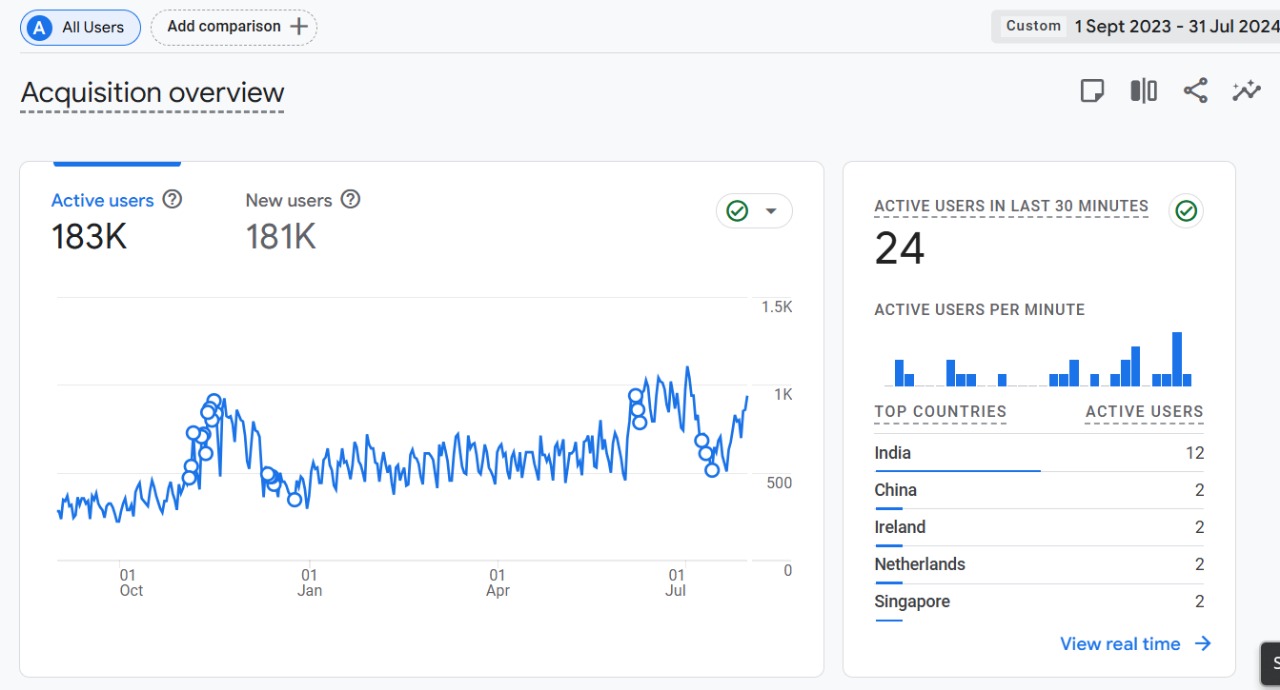 A All Users Add comparison + Custom 1 Sept 2023 - 31 Jul 2024
Acquisition overview
Active users ?
183K
New users ?
181K
1.5K
1K
500
0
01 Oct
01 Jan
01 Apr
01 Jul
ACTIVE USERS IN LAST 30 MINUTES
24
ACTIVE USERS PER MINUTE
TOP COUNTRIES ACTIVE USERS
India 12
China 2
Ireland 2
Netherlands 2
Singapore 2
View real time →
S